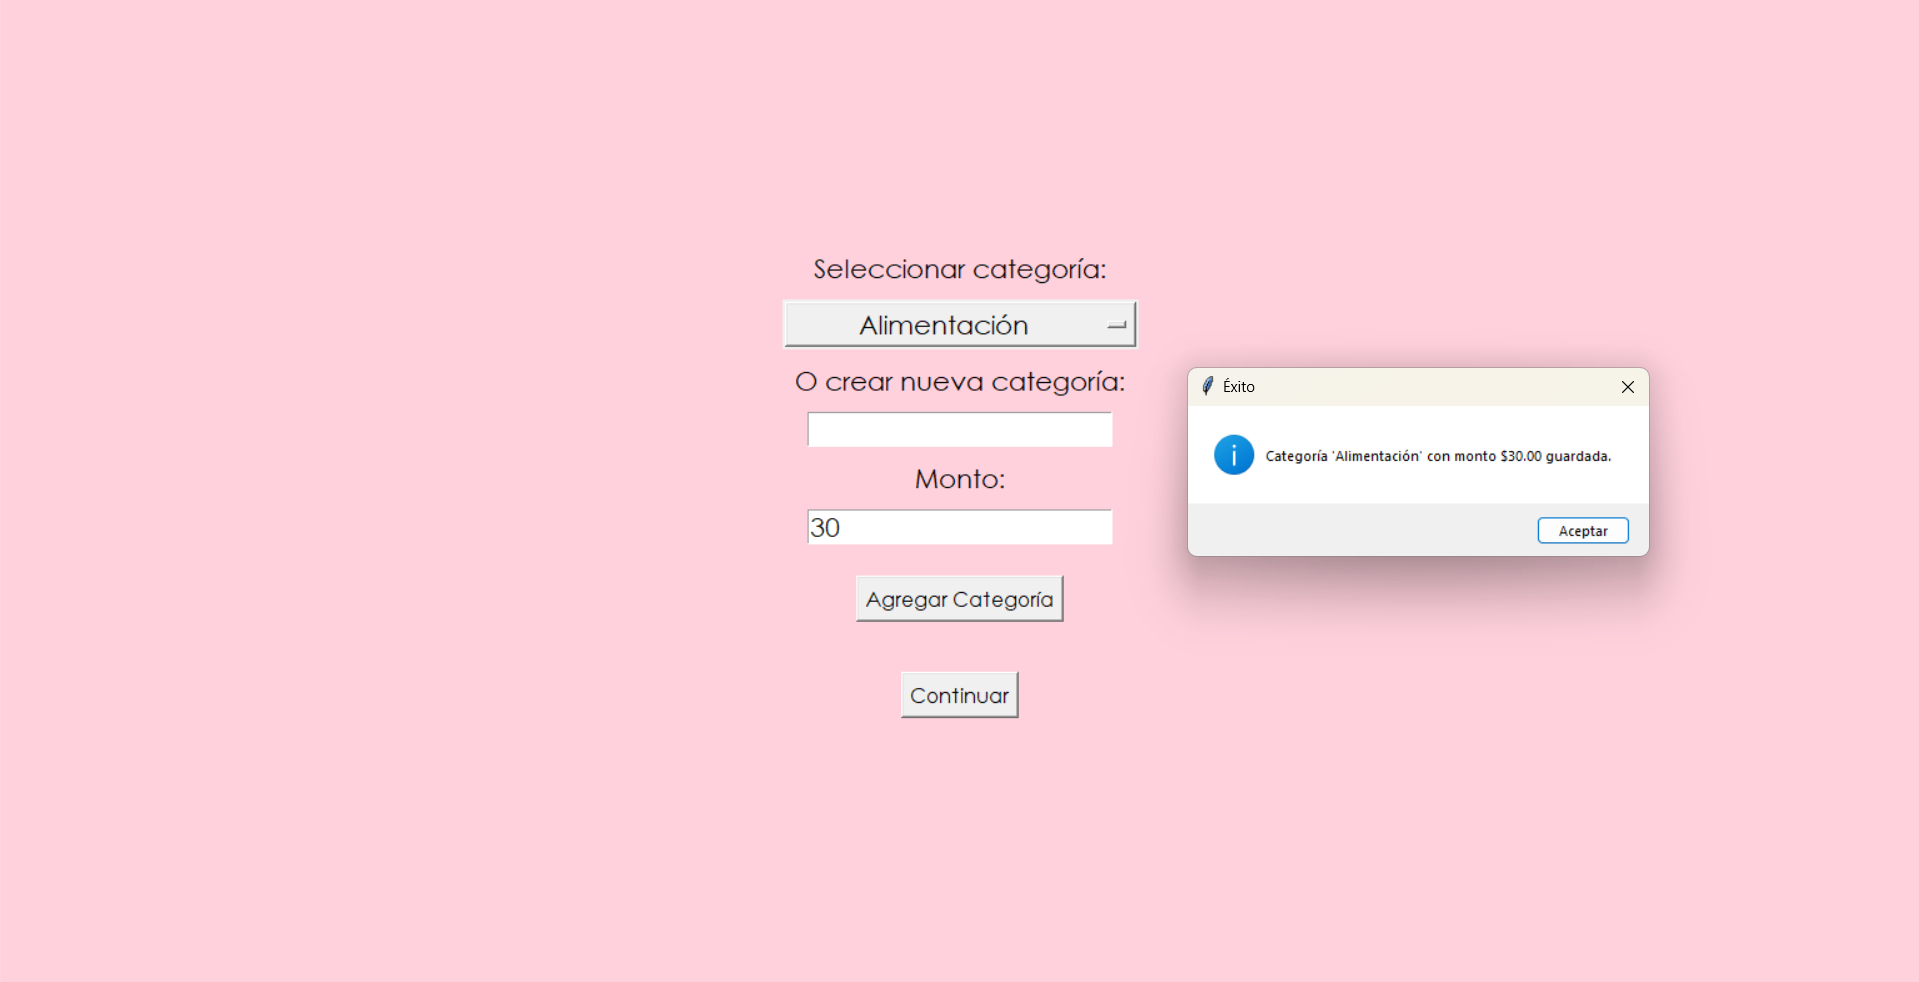 Seleccionar categoría:
Alimentación
O crear nueva categoría:
Monto:
30
Agregar Categoría
Continuar
Éxito
Categoría 'Alimentación' con monto $30.00 guardada.
Aceptar